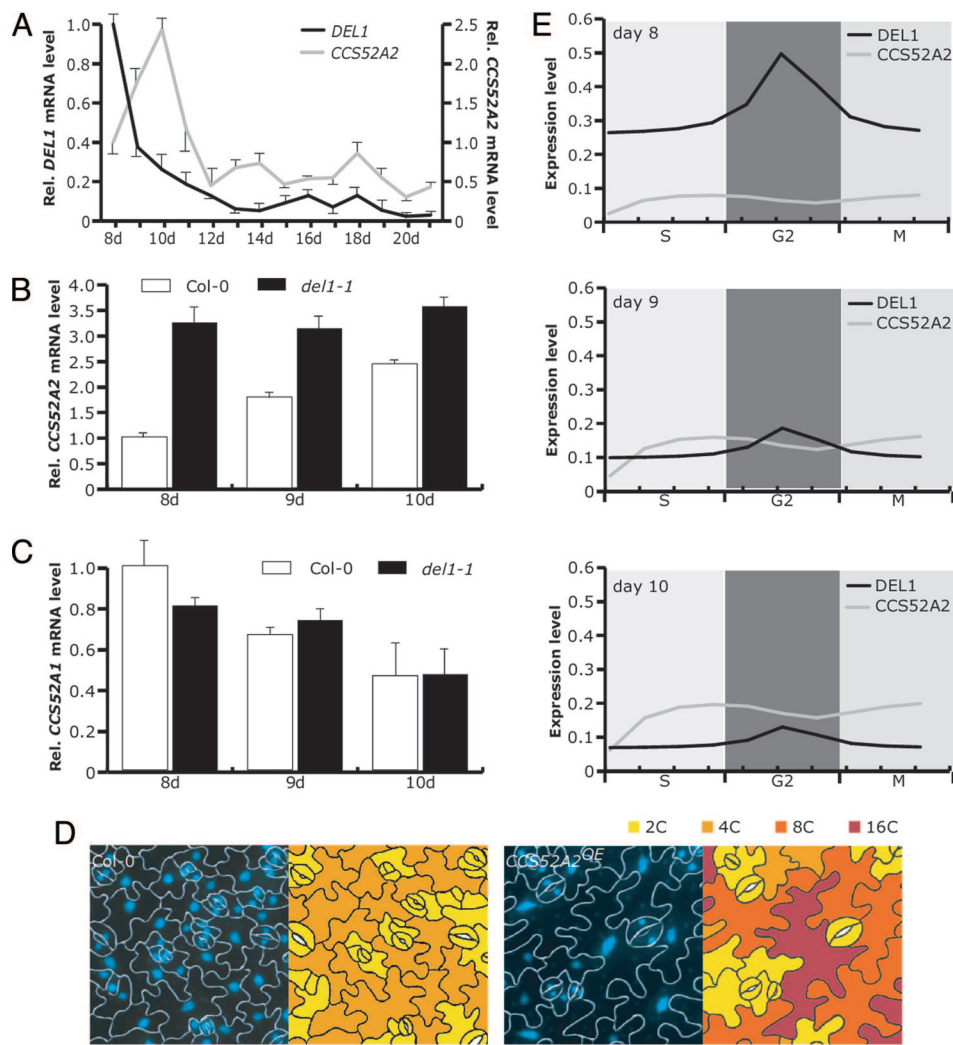 A
Rel. DEL1 mRNA level
1.0
0.8
0.6
0.4
0.2
0
DEL1
CCS52A2
2.5
2.0
1.5
1.0
0.5
0
Rel. CCS52A2 mRNA level
8d 10d 12d 14d 16d 18d 20d
B
Rel. CCS52A2 mRNA level
4.0
3.5
3.0
2.5
2.0
1.5
1.0
0.5
0
Col-0 del1-1
8d 9d 10d
C
Rel. CCS52A1 mRNA level
1.0
0.8
0.6
0.4
0.2
0
Col-0 del1-1
8d 9d 10d
E
day 8
DEL1
CCS52A2
Expression level
0.6
0.5
0.4
0.3
0.2
0.1
0
S G2 M
day 9
DEL1
CCS52A2
Expression level
0.6
0.5
0.4
0.3
0.2
0.1
0
S G2 M
day 10
DEL1
CCS52A2
Expression level
0.6
0.5
0.4
0.3
0.2
0.1
0
S G2 M
D
2C 4C 8C 16C
Col-0
CCS52A2OE